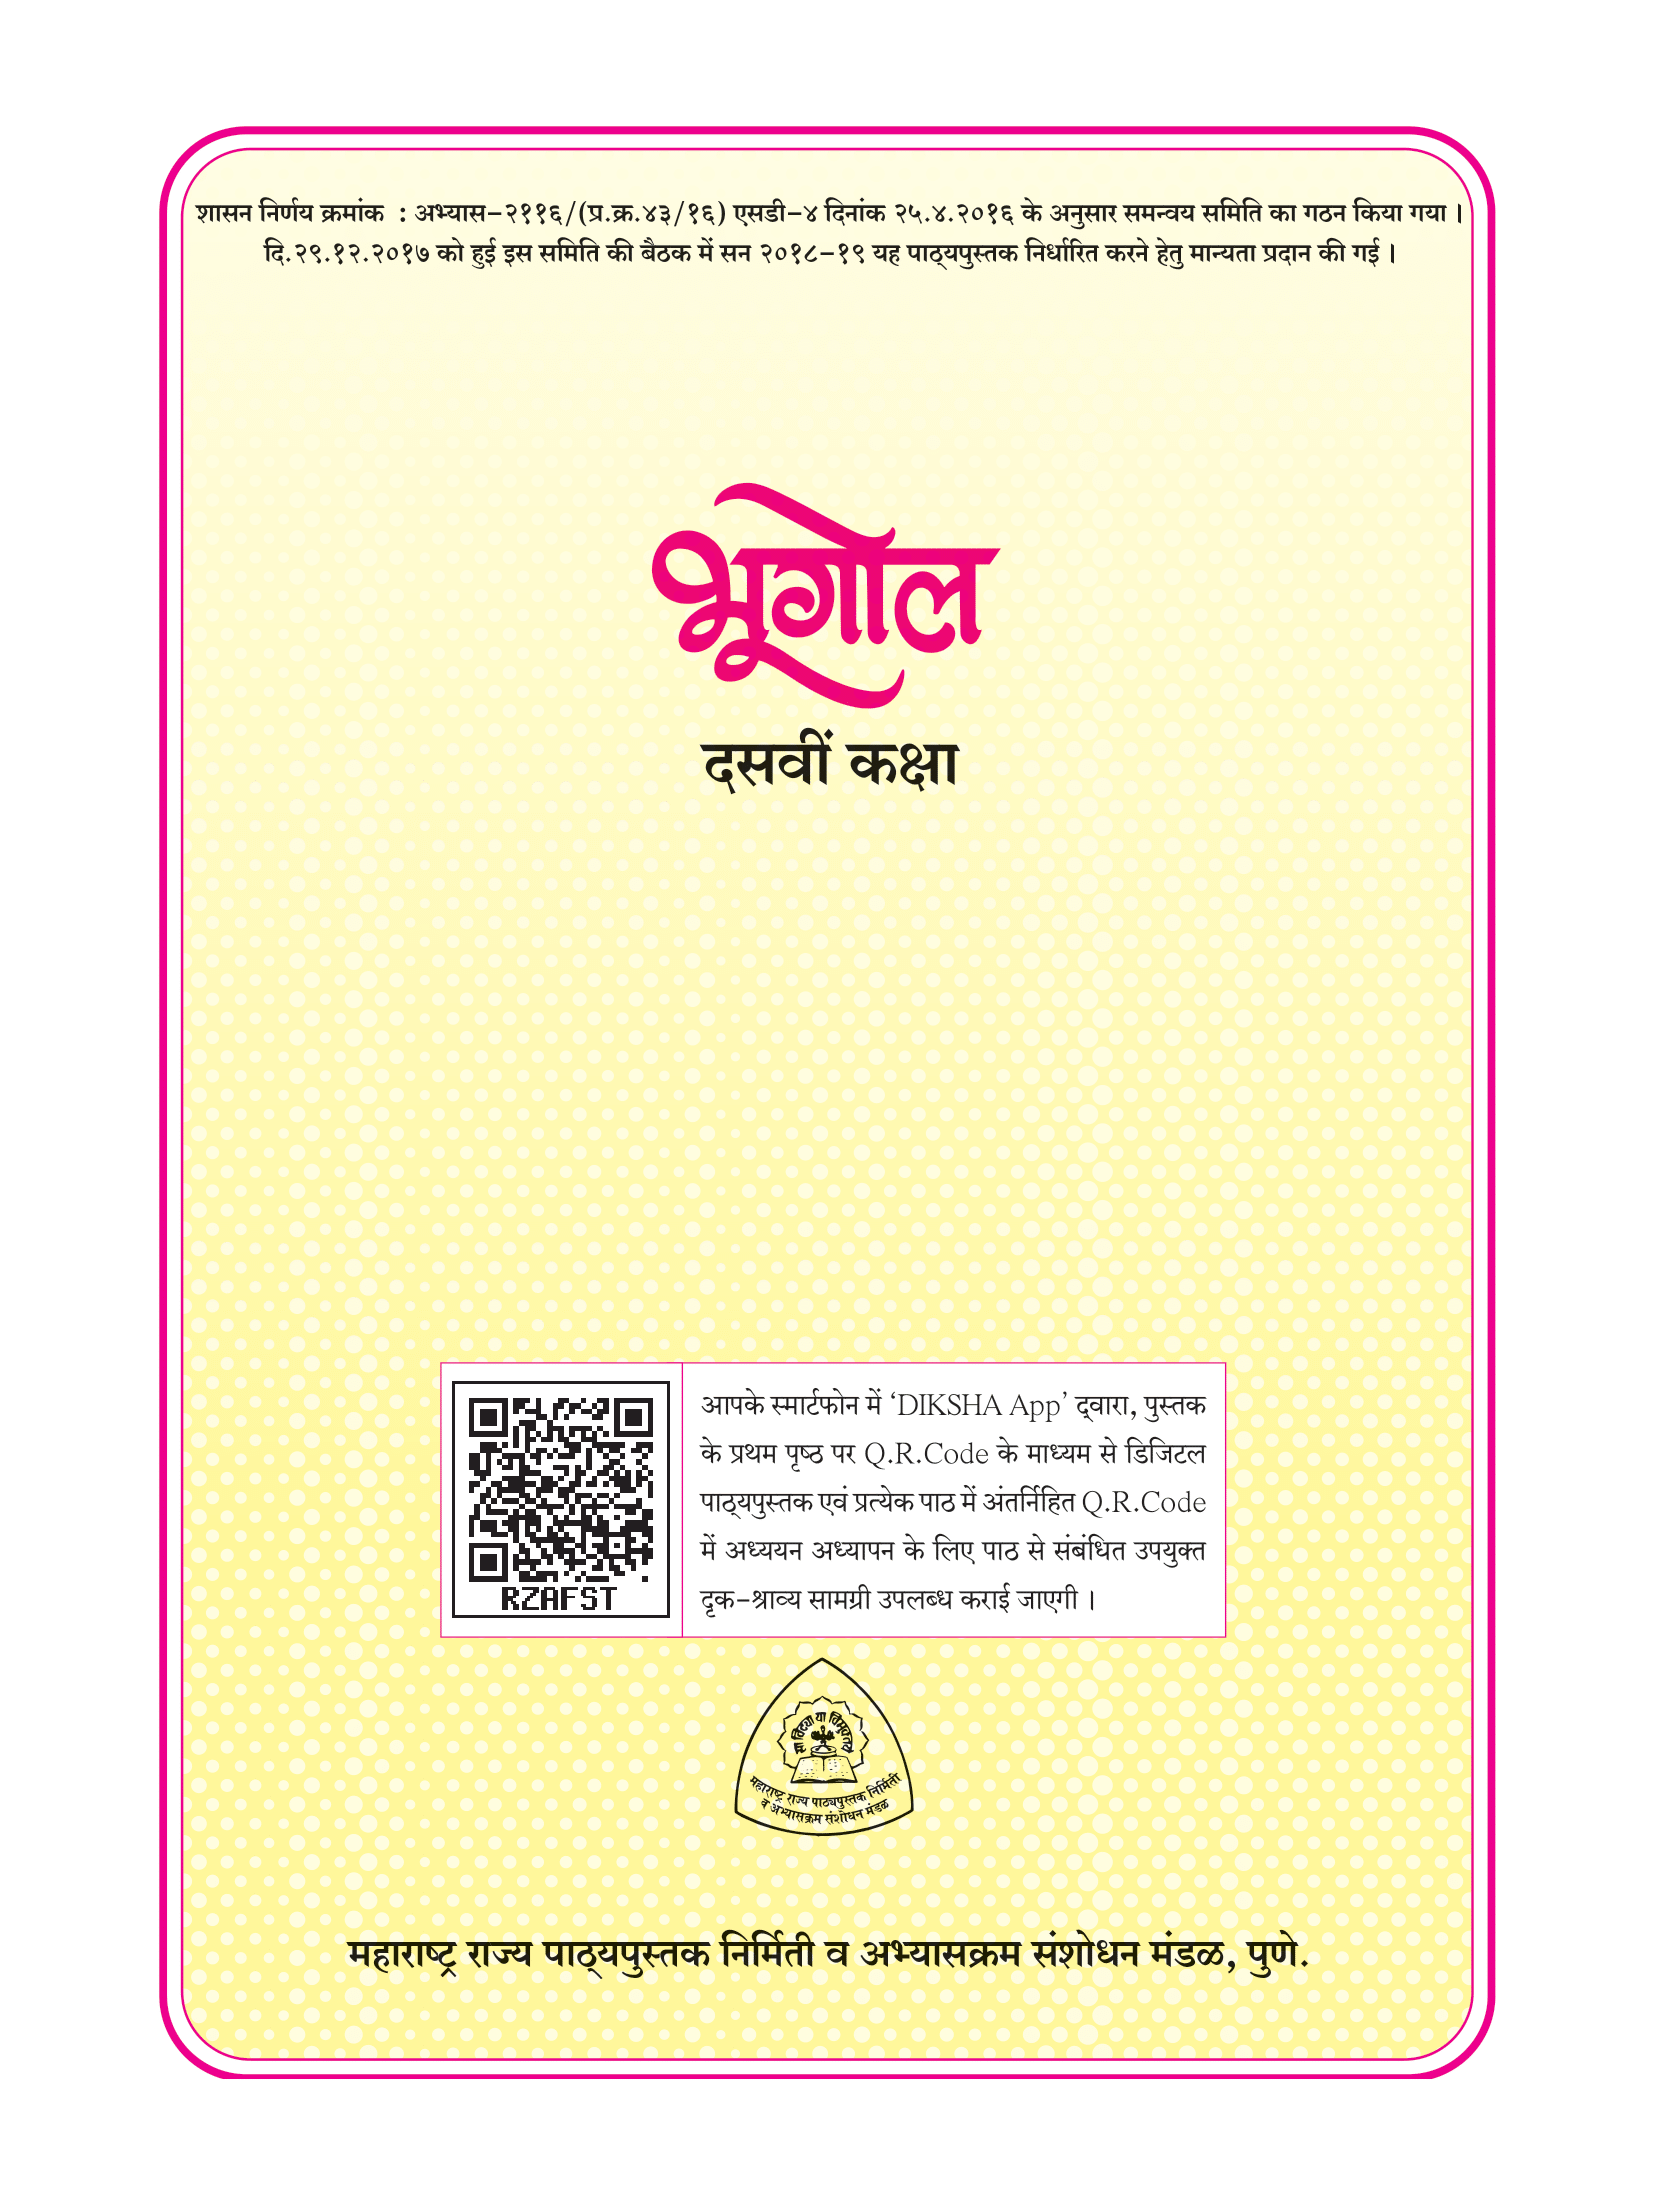 शासन निर्णय क्रमांक : अभ्यास-२११६/(प्र.क्र.४३/१६) एसडी-४ दिनांक २५.४.२०१६ के अनुसार समन्वय समिति का गठन किया गया ।
दि.२९.१२.२०१७ को हुई इस समिति की बैठक में सन २०१८-१९ यह पाठ्यपुस्तक निर्धारित करने हेतु मान्यता प्रदान की गई ।
भूगोल
दसवीं कक्षा
आपके स्मार्टफोन में ‘DIKSHA App’ द्वारा, पुस्तक
के प्रथम पृष्ठ पर Q.R.Code के माध्यम से डिजिटल
पाठ्यपुस्तक एवं प्रत्येक पाठ में अंतर्निहित Q.R.Code
में अध्ययन अध्यापन के लिए पाठ से संबंधित उपयुक्त
दृक-श्राव्य सामग्री उपलब्ध कराई जाएगी ।
RZAFST
सा विद्या या विमुक्तये
महाराष्ट्र राज्य पाठ्यपुस्तक निर्मिती
व अभ्यासक्रम संशोधन मंडळ
महाराष्ट्र राज्य पाठ्यपुस्तक निर्मिती व अभ्यासक्रम संशोधन मंडळ, पुणे.